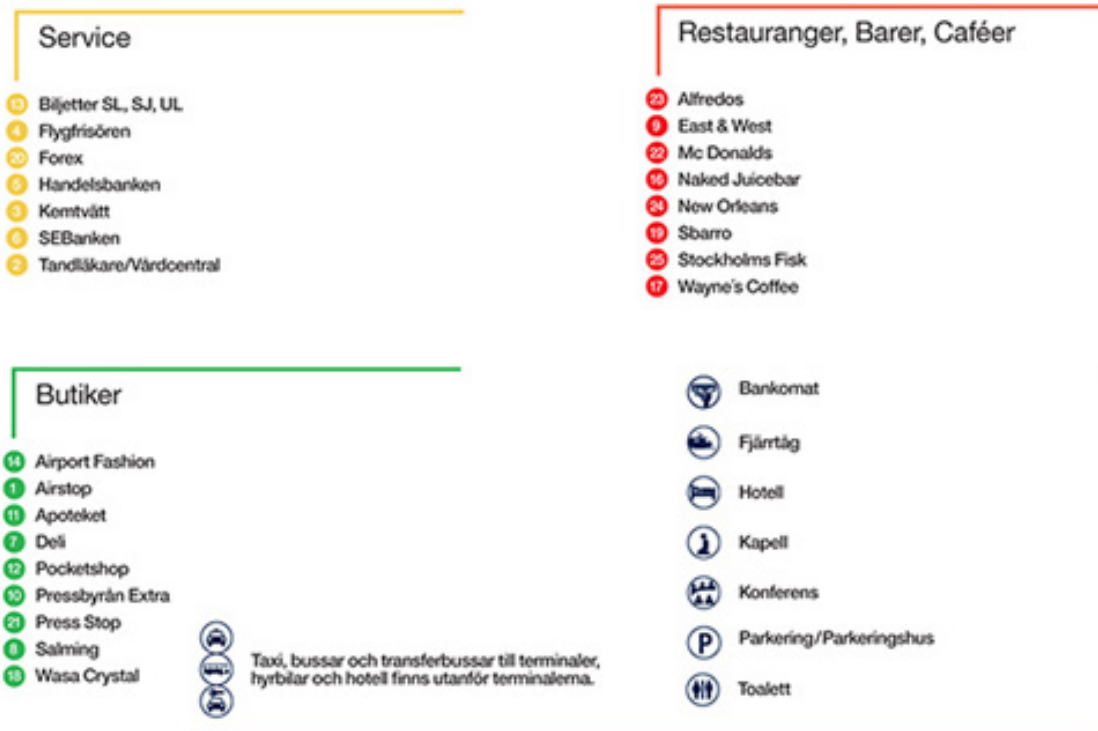 Service
13 Biljetter SL, SJ, UL
4 Flygfrisören
20 Forex
5 Handelsbanken
3 Kemtvätt
6 SEBanken
2 Tandläkare/Vårdcentral
Restauranger, Barer, Caféer
23 Alfredos
9 East & West
22 Mc Donalds
16 Naked Juicebar
24 New Orleans
19 Sbarro
25 Stockholms Fisk
17 Wayne's Coffee
Butiker
14 Airport Fashion
1 Airstop
11 Apoteket
7 Deli
12 Pocketshop
10 Pressbyrån Extra
21 Press Stop
8 Salming
18 Wasa Crystal
Taxi, bussar och transferbussar till terminaler,
hyrbilar och hotell finns utanför terminalerna.
Bankomat
Fjärrtåg
Hotell
Kapell
Konferens
P Parkering/Parkeringshus
Toalett